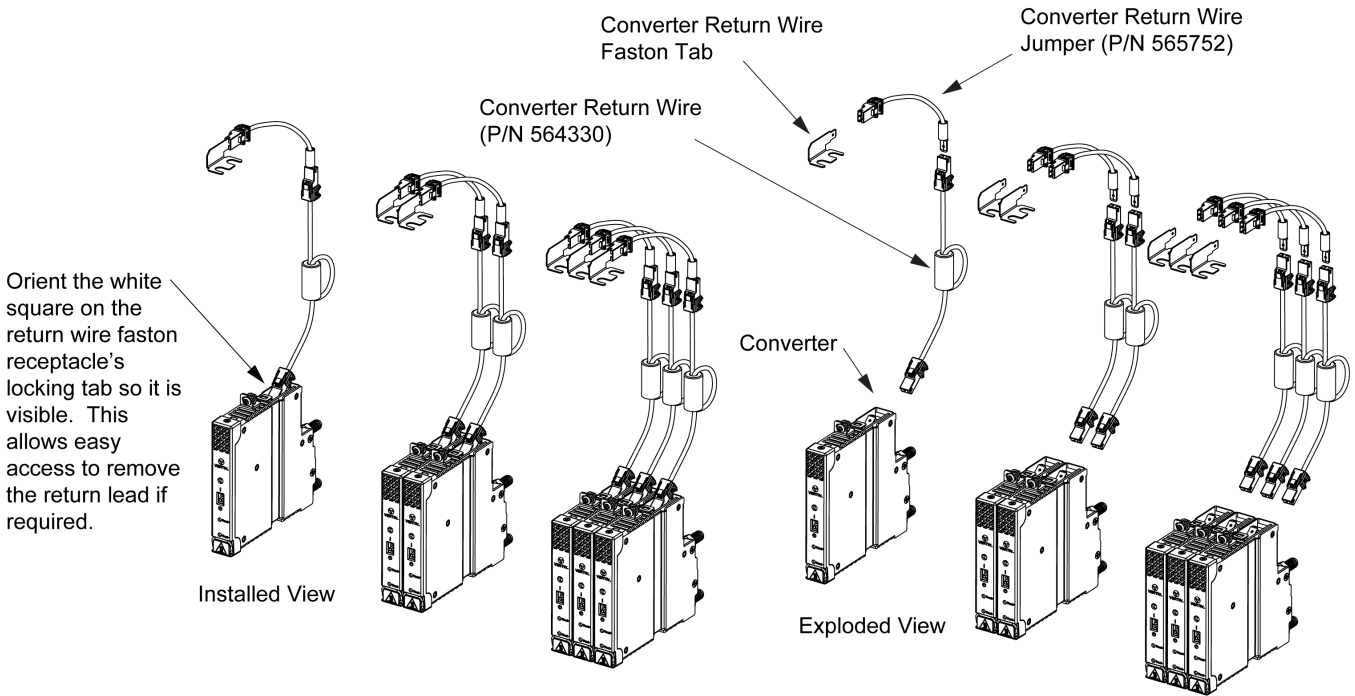 Converter Return Wire
Faston Tab
Converter Return Wire
Jumper (P/N 565752)
Converter Return Wire
(P/N 564330)
Orient the white
square on the
return wire faston
receptacle’s
locking tab so it is
visible.  This
allows easy
access to remove
the return lead if
required.
Converter
Installed View
Exploded View